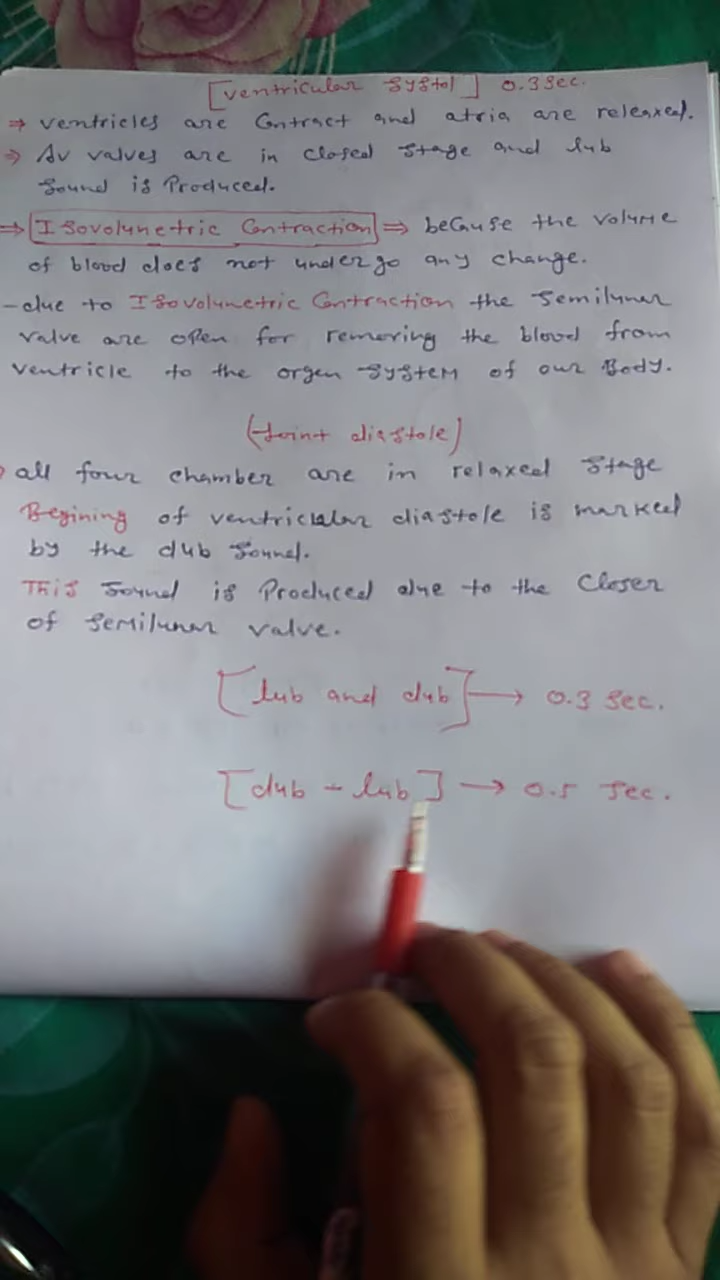 [ventricular systol] 0.3 sec.
⇒ ventricles are Contract and atria are relesxed.
⇒ AV valves are in closed stage and lub
sound is Produced.
⇒ Isovolumetric Contraction ⇒ because the volume
of blood does not undergo any change.
- due to Isovolumetric Contraction the semilunar
valve are open for removing the blood from
ventricle to the orgen system of our Body.
(Joint diastole)
all four chamber are in relaxed stage
Begining of ventricular diastole is marked
by the dub sound.
THis sound is Produced due to the Closer
of semilunar valve.
[lub and dub] → 0.3 sec.
[dub - lub] → 0.5 sec.